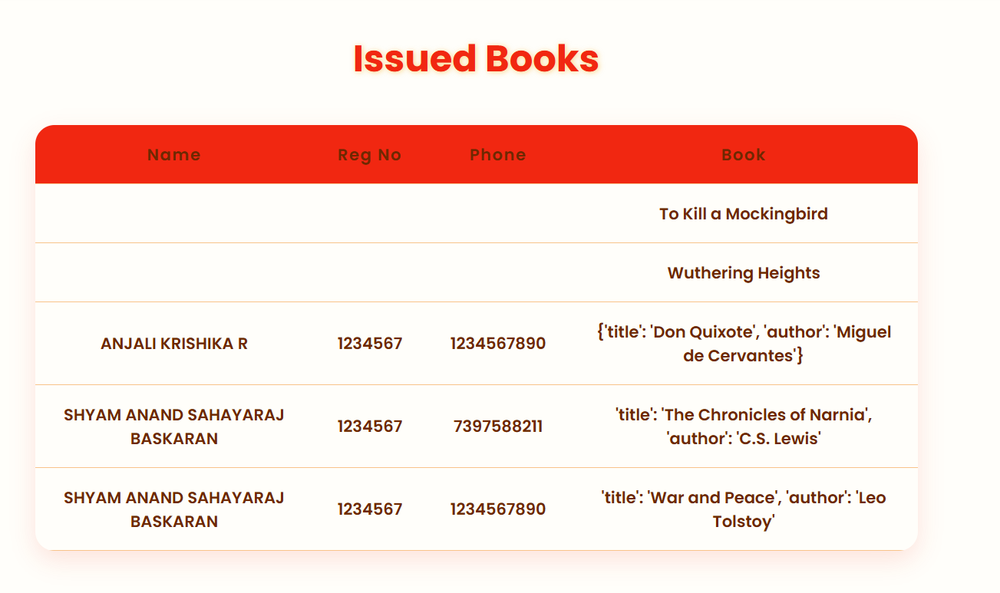 Issued Books
Name Reg No Phone Book
To Kill a Mockingbird
Wuthering Heights
ANJALI KRISHIKA R 1234567 1234567890 {'title': 'Don Quixote', 'author': 'Miguel
de Cervantes'}
SHYAM ANAND SAHAYARAJ
BASKARAN 1234567 7397588211 'title': 'The Chronicles of Narnia',
'author': 'C.S. Lewis'
SHYAM ANAND SAHAYARAJ
BASKARAN 1234567 1234567890 'title': 'War and Peace', 'author': 'Leo
Tolstoy'